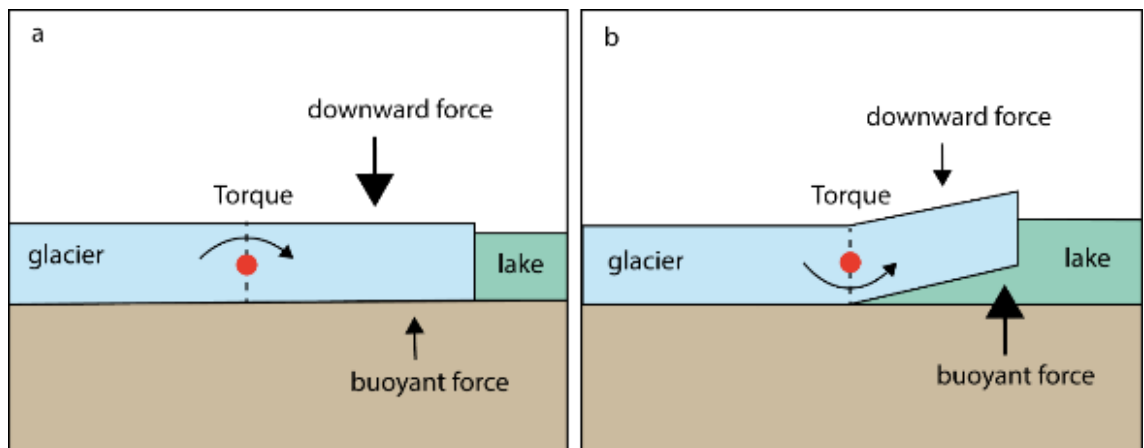 a
downward force
Torque
glacier
lake
buoyant force
b
downward force
Torque
glacier
lake
buoyant force